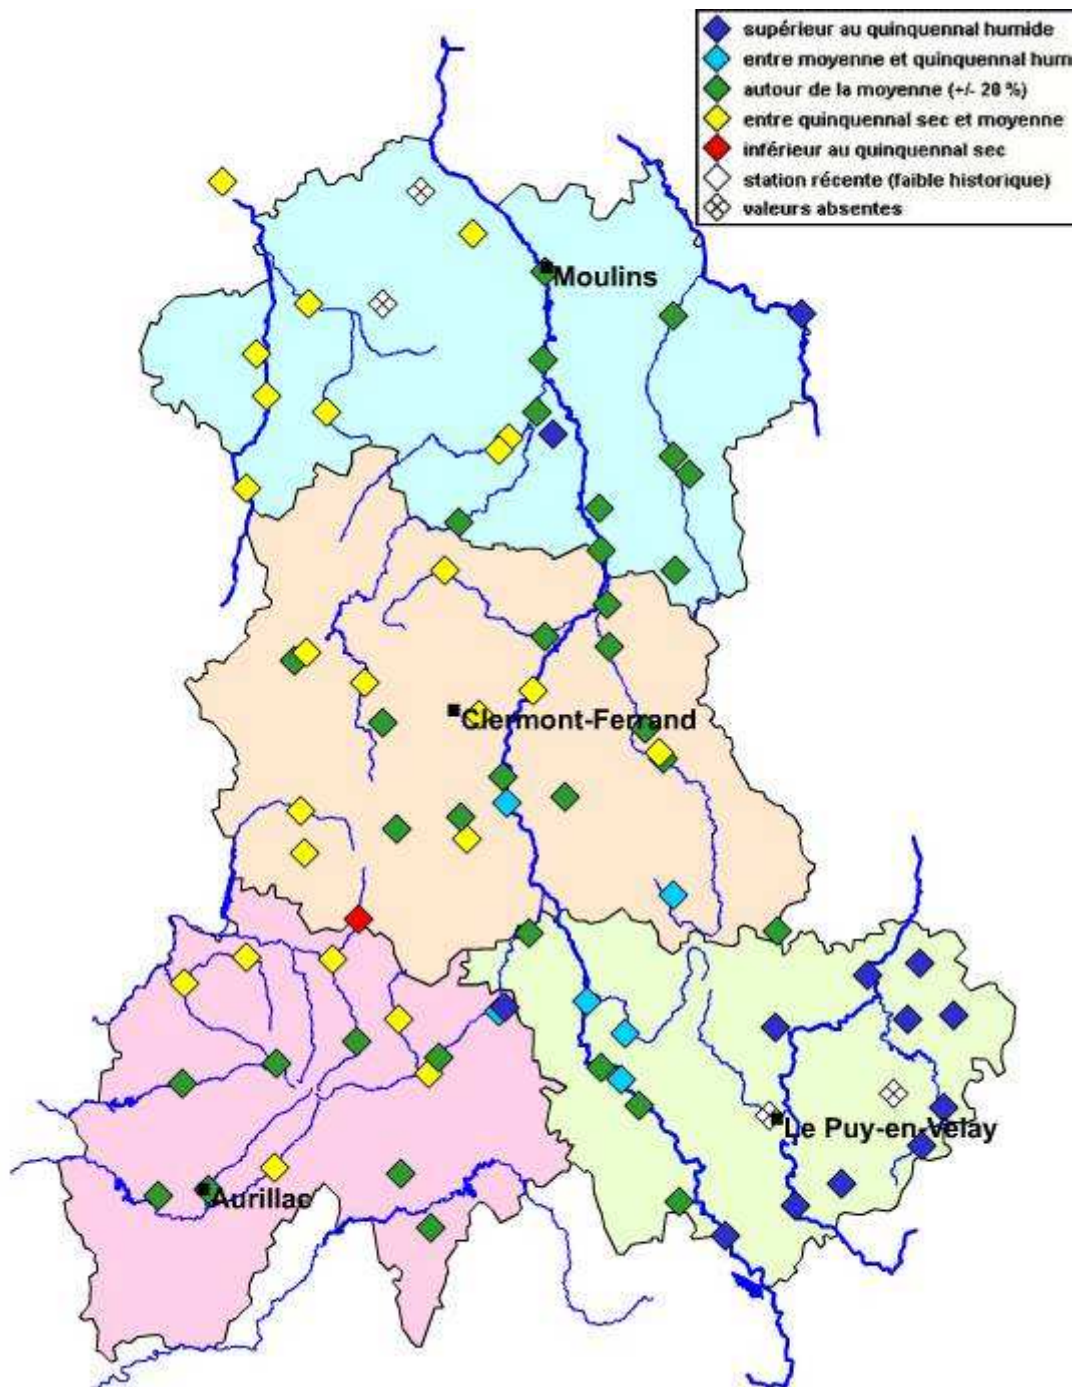 supérieur au quinquennal humide
entre moyenne et quinquennal hum
autour de la moyenne (+/- 20 %)
entre quinquennal sec et moyenne
inférieur au quinquennal sec
station récente (faible historique)
valeurs absentes
Moulins
Clermont-Ferrand
Le Puy-en-Velay
Aurillac